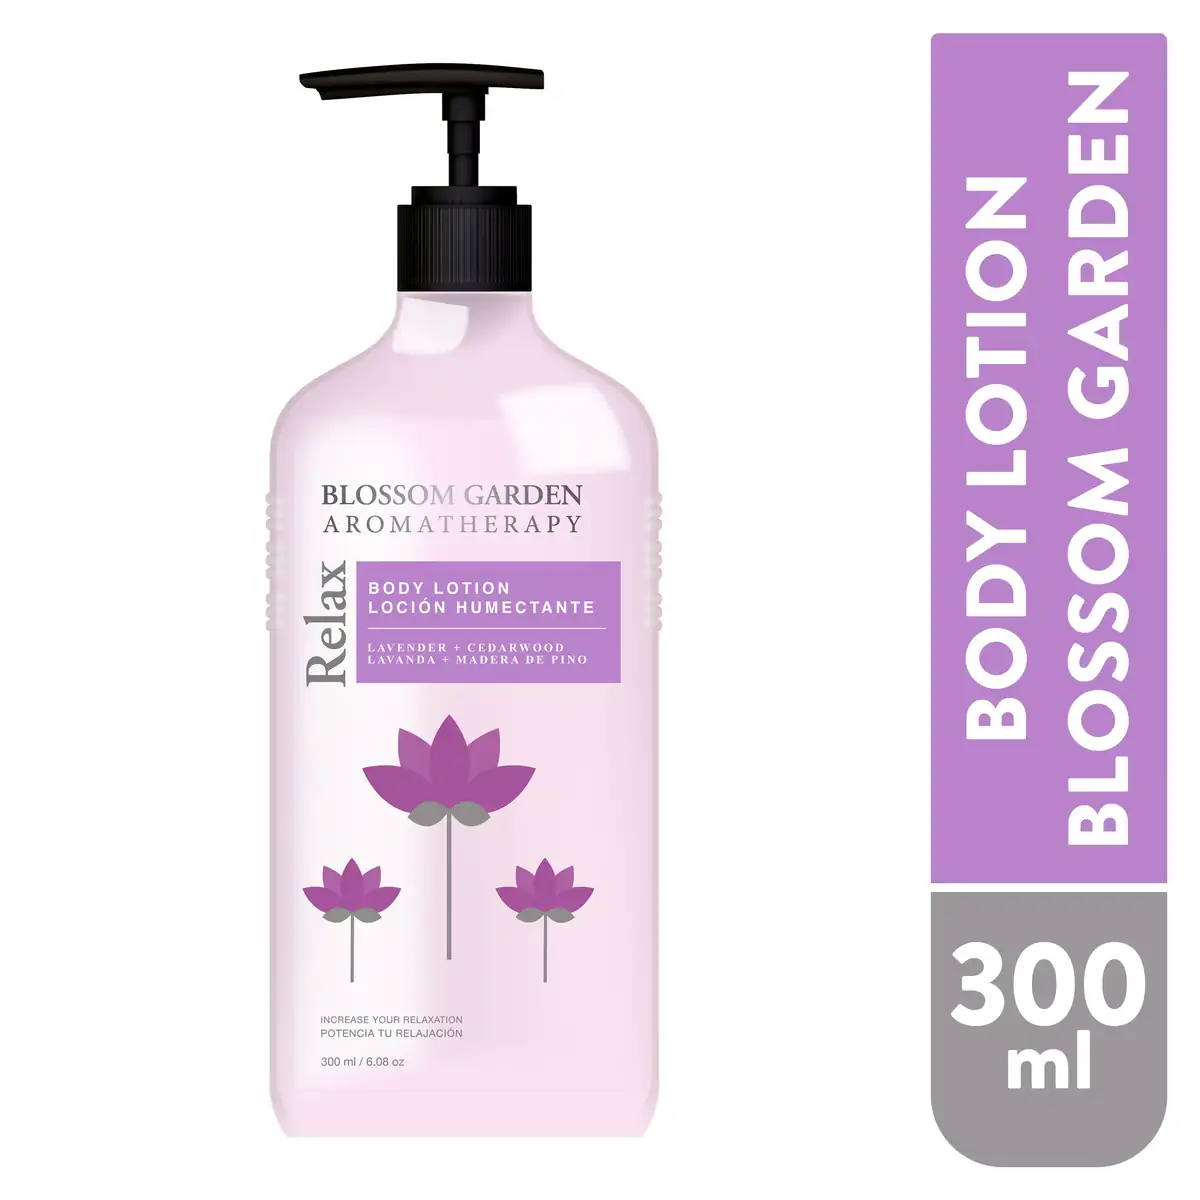 BLOSSOM GARDEN
AROMATHERAPY
Relax
BODY LOTION
LOCIÓN HUMECTANTE
LAVENDER + CEDARWOOD
LAVANDA + MADERA DE PINO
INCREASE YOUR RELAXATION
POTENCIA TU RELAJACIÓN
300 ml / 6.08 oz
BODY LOTION
BLOSSOM GARDEN
300
ml